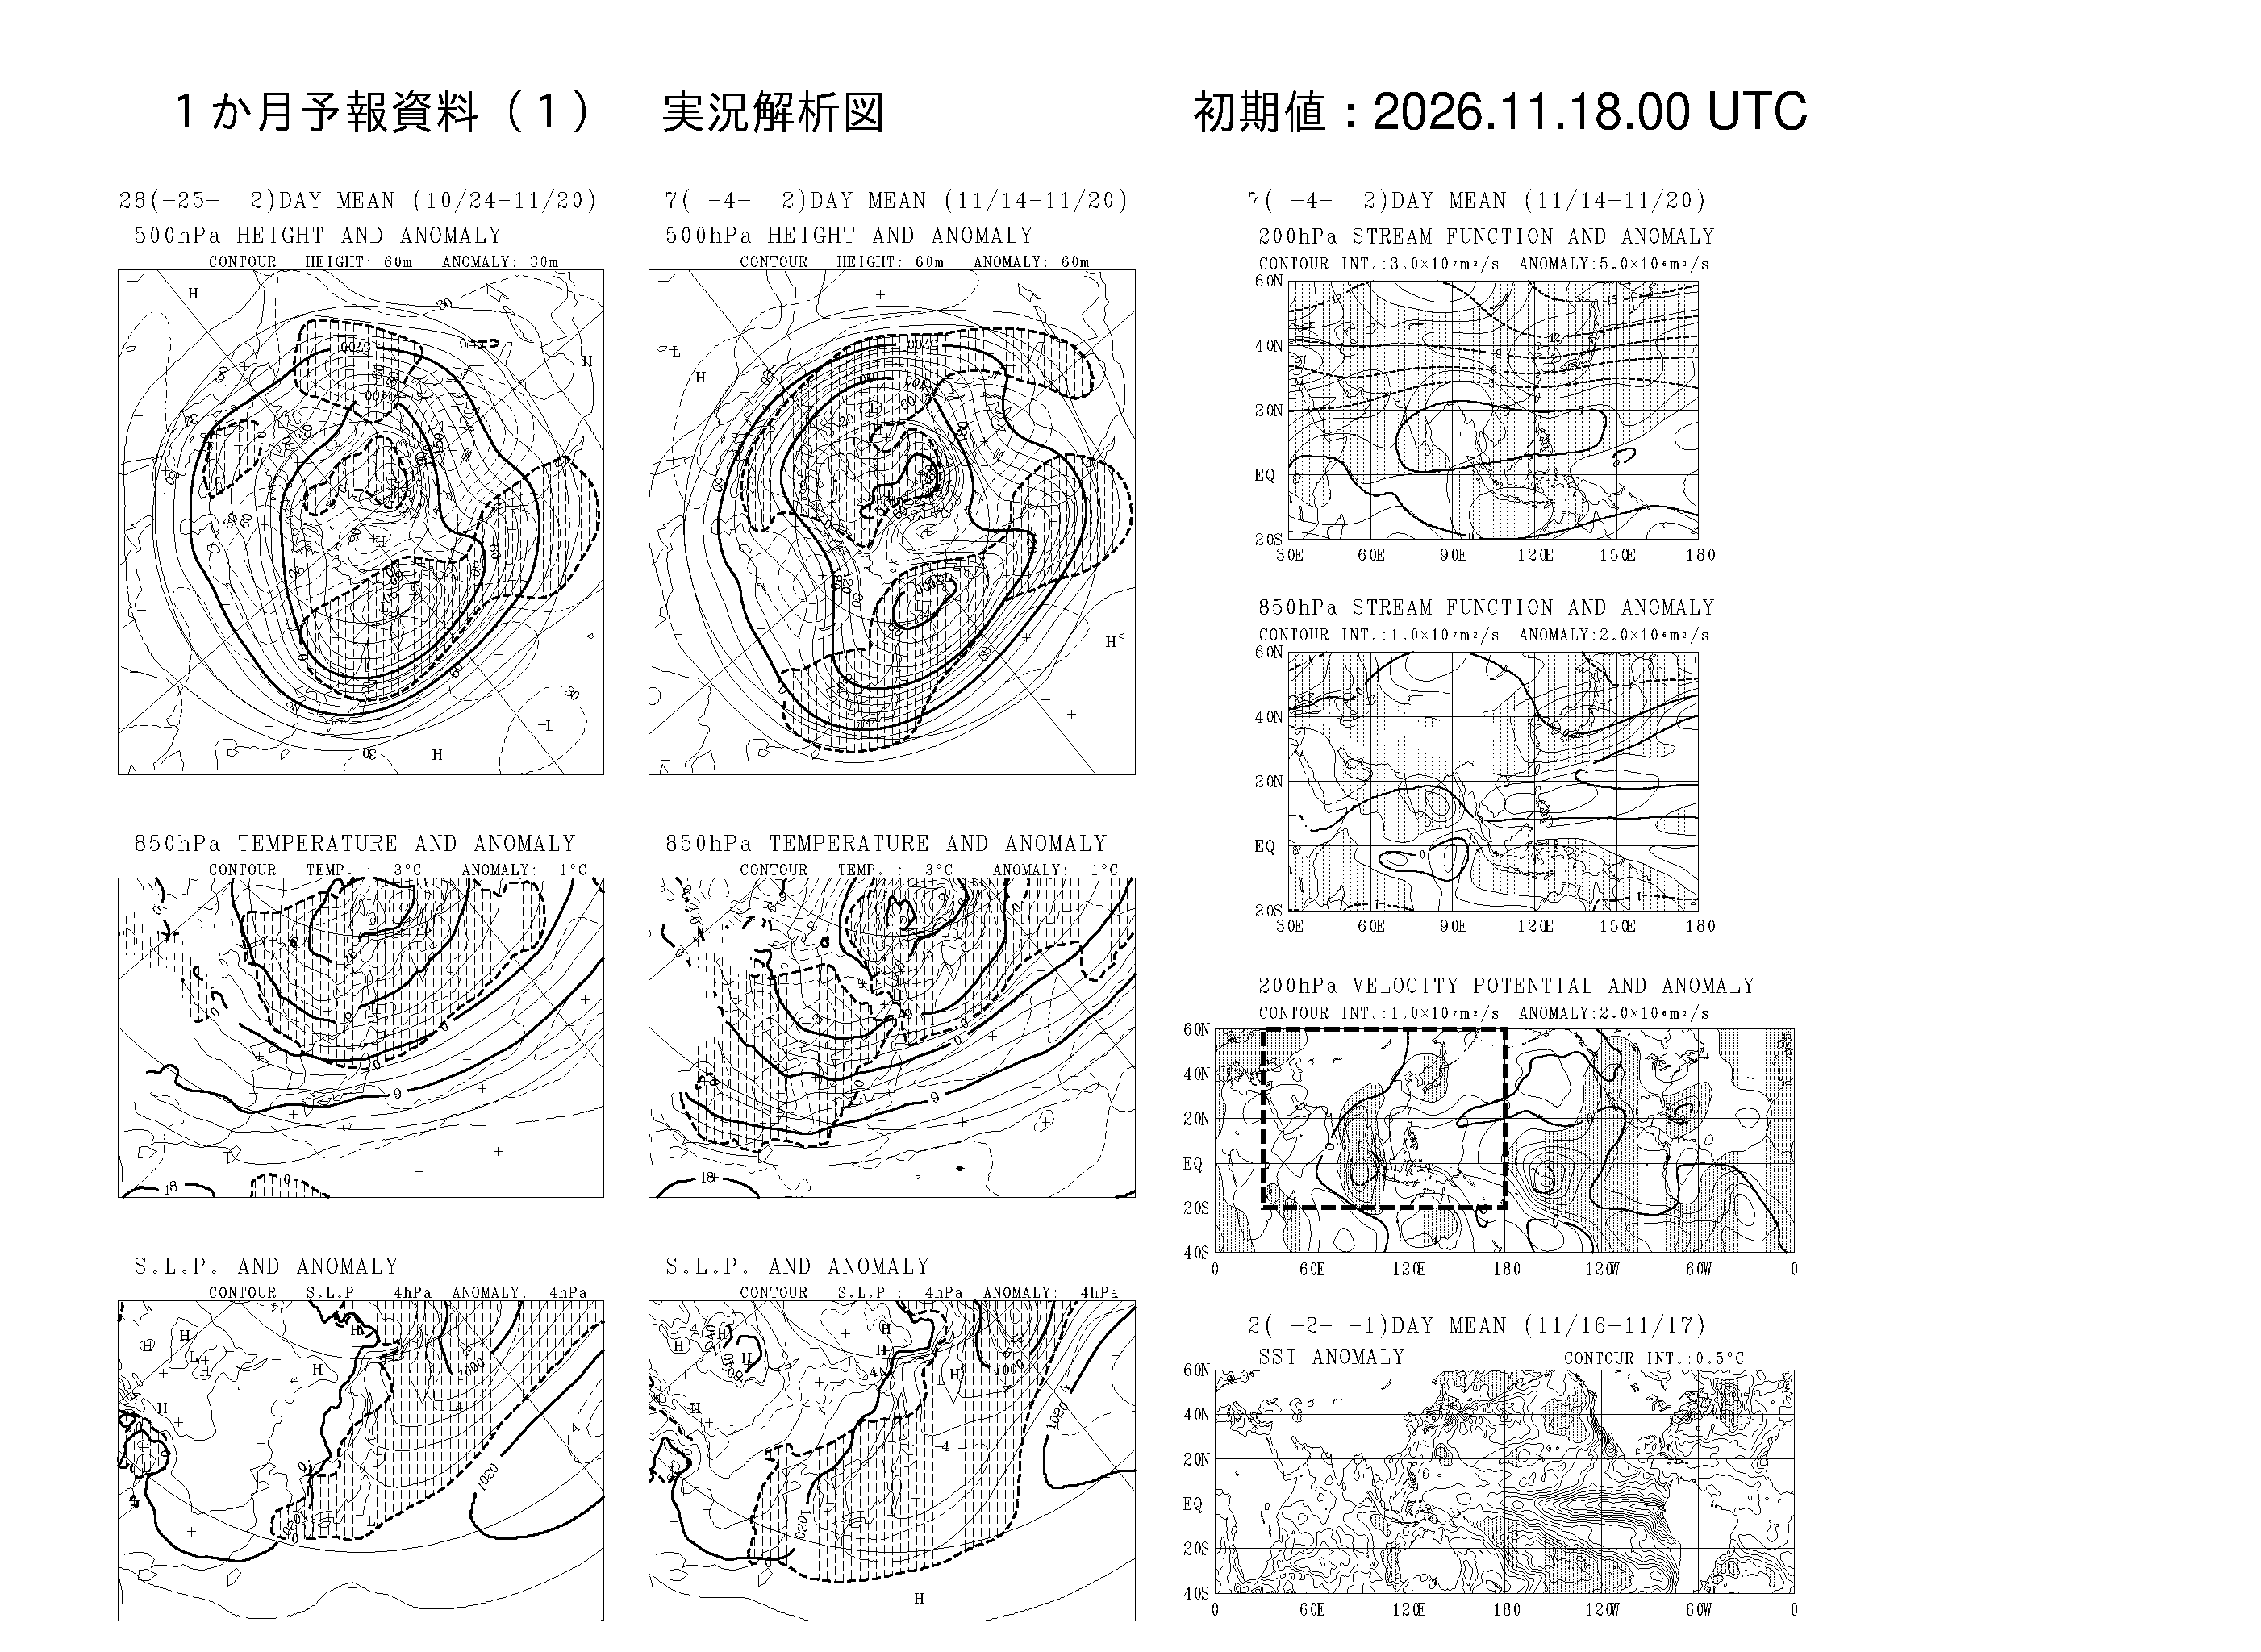 1か月予報資料（1）　実況解析図　初期値：2026.11.18.00 UTC
28(-25-  2)DAY MEAN (10/24-11/20)
500hPa HEIGHT AND ANOMALY
CONTOUR   HEIGHT: 60m   ANOMALY: 30m
850hPa TEMPERATURE AND ANOMALY
CONTOUR   TEMP. :  3°C   ANOMALY:  1°C
S.L.P. AND ANOMALY
CONTOUR   S.L.P :  4hPa  ANOMALY:  4hPa
7( -4-  2)DAY MEAN (11/14-11/20)
500hPa HEIGHT AND ANOMALY
CONTOUR   HEIGHT: 60m   ANOMALY: 60m
850hPa TEMPERATURE AND ANOMALY
CONTOUR   TEMP. :  3°C   ANOMALY:  1°C
S.L.P. AND ANOMALY
CONTOUR   S.L.P :  4hPa  ANOMALY:  4hPa
7( -4-  2)DAY MEAN (11/14-11/20)
200hPa STREAM FUNCTION AND ANOMALY
CONTOUR INT.:3.0×10⁷m²/s  ANOMALY:5.0×10⁶m²/s
60N
40N
20N
EQ
20S
30E 60E 90E 120E 150E 180
850hPa STREAM FUNCTION AND ANOMALY
CONTOUR INT.:1.0×10⁷m²/s  ANOMALY:2.0×10⁶m²/s
60N
40N
20N
EQ
20S
30E 60E 90E 120E 150E 180
200hPa VELOCITY POTENTIAL AND ANOMALY
CONTOUR INT.:1.0×10⁷m²/s  ANOMALY:2.0×10⁶m²/s
60N
40N
20N
EQ
20S
40S
0 60E 120E 180 120W 60W 0
2( -2- -1)DAY MEAN (11/16-11/17)
SST ANOMALY   CONTOUR INT.:0.5°C
60N
40N
20N
EQ
20S
40S
0 60E 120E 180 120W 60W 0